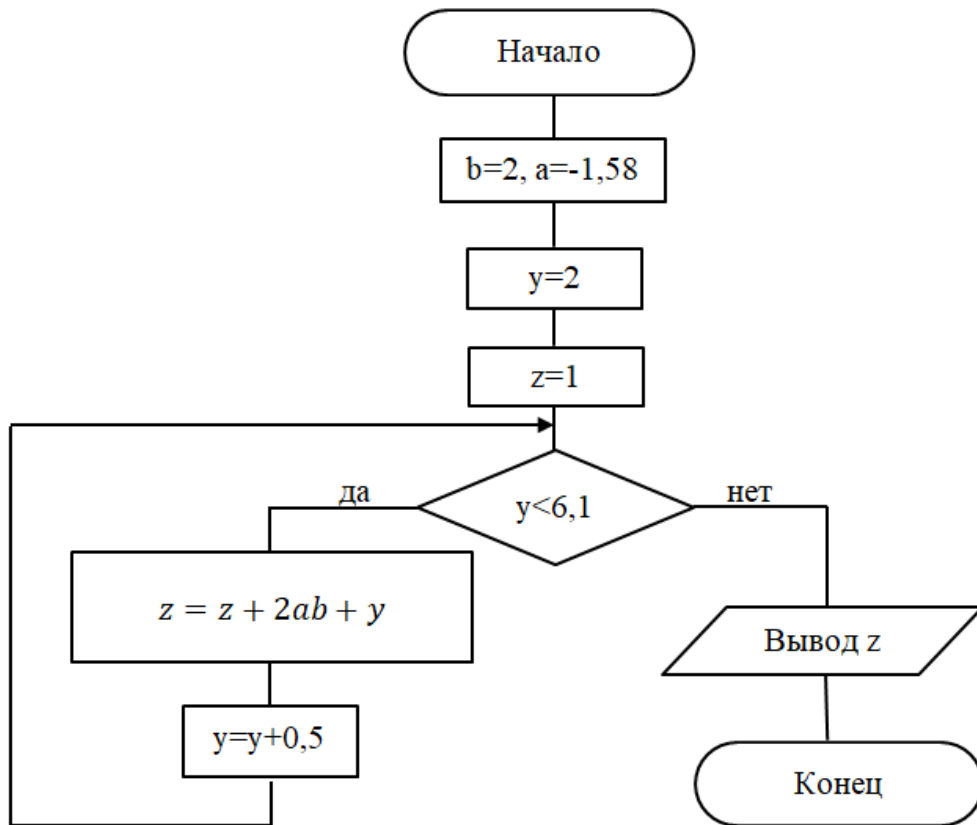 Начало
b=2, a=-1,58
y=2
z=1
да
y<6,1
нет
z = z + 2ab + y
Вывод z
y=y+0,5
Конец